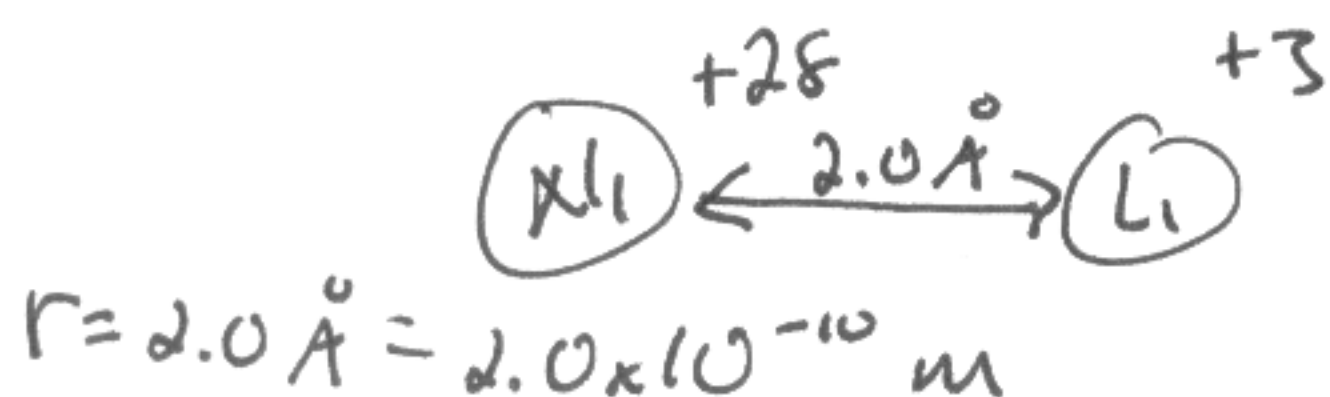 +28 +3
Ni 2.0 Å Li
r = 2.0 Å = 2.0 x 10⁻¹⁰ m